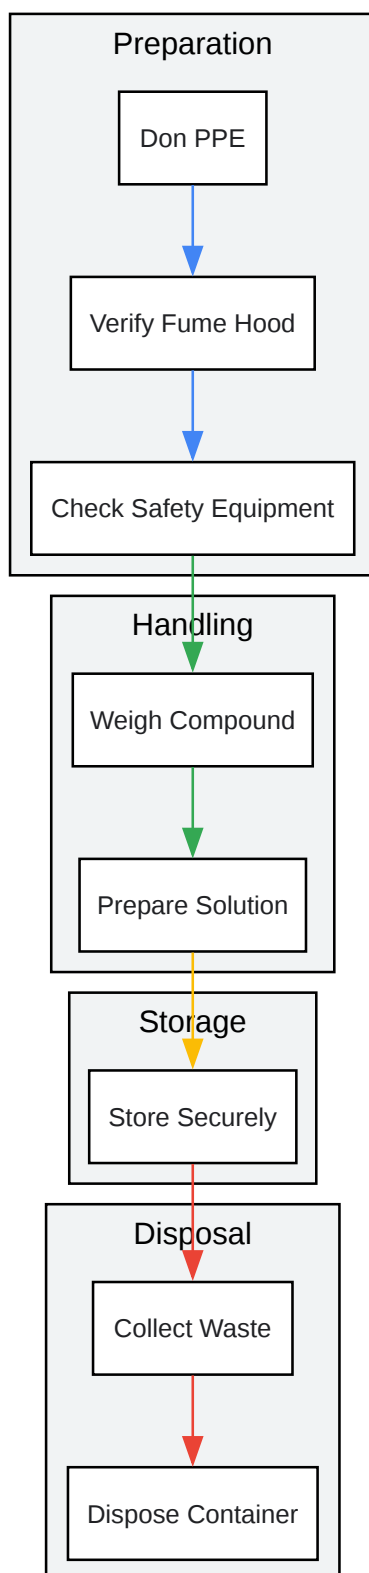 Preparation
Don PPE
Verify Fume Hood
Check Safety Equipment
Handling
Weigh Compound
Prepare Solution
Storage
Store Securely
Disposal
Collect Waste
Dispose Container